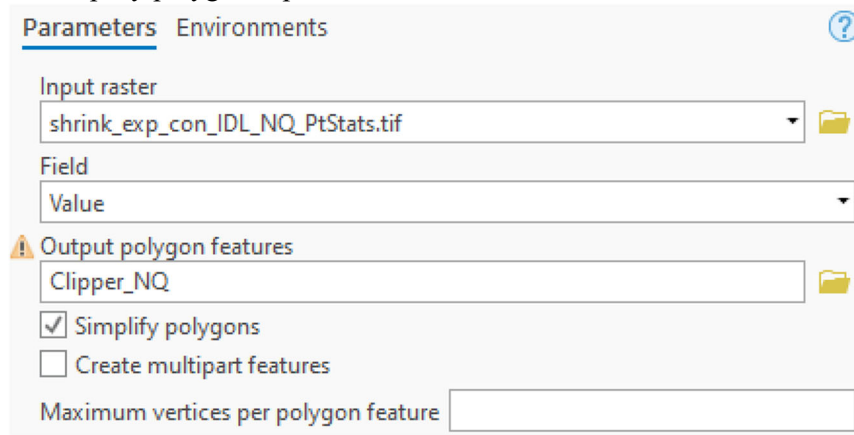 Parameters Environments
Input raster
shrink_exp_con_IDL_NQ_PtStats.tif
Field
Value
Output polygon features
Clipper_NQ
Simplify polygons
Create multipart features
Maximum vertices per polygon feature